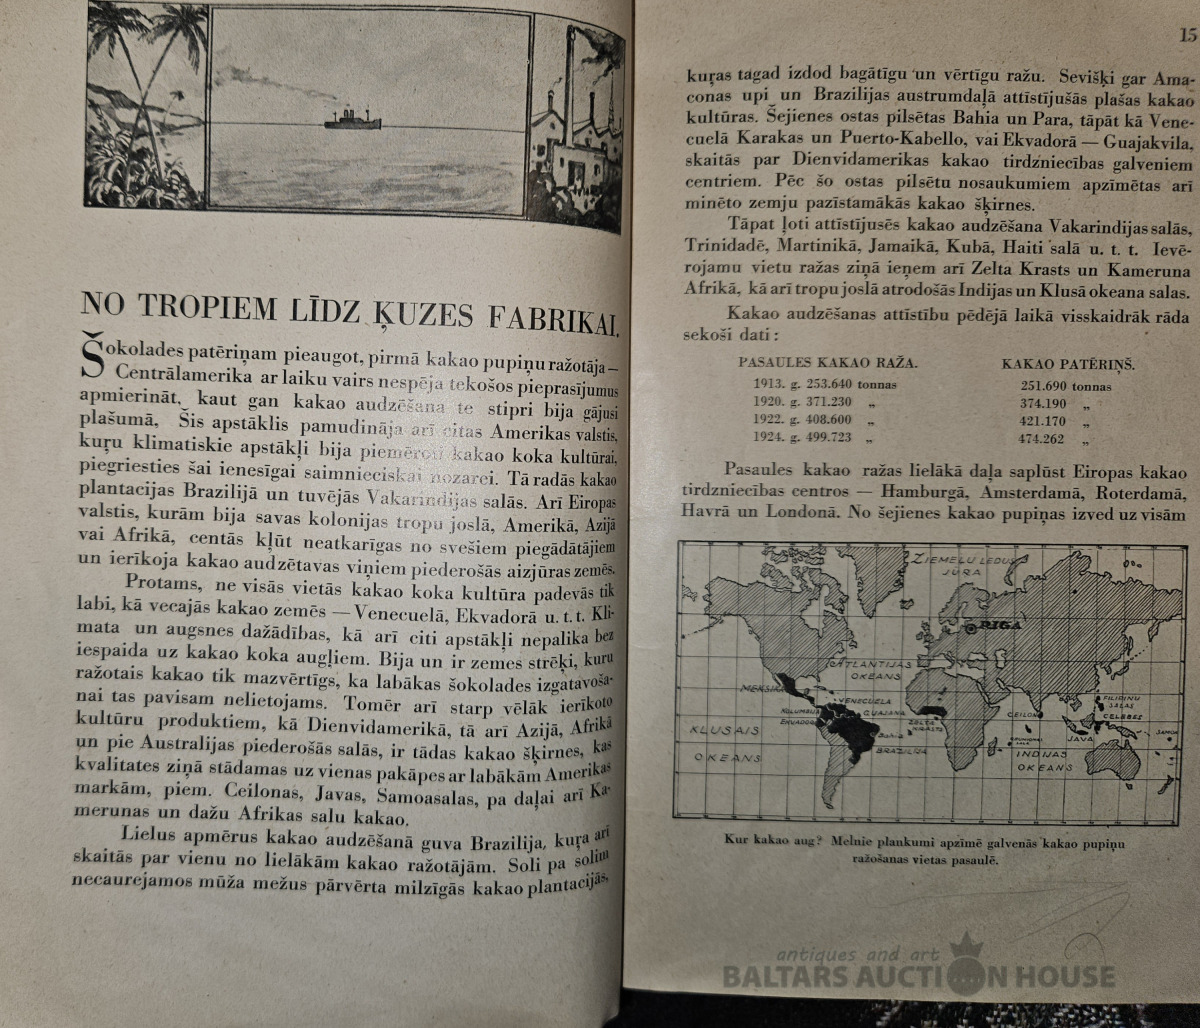 NO TROPIEM LĪDZ ĶUZES FABRIKAI.
Šokolades patēriņam pieaugot, pirmā kakao pupiņu ražotāja —
Centrālamerika ar laiku vairs nespēja tekošos pieprasījumus
apmierināt, kaut gan kakao audzēšana te stipri bija gājusi
plašumā. Šis apstāklis pamudināja arī citas Amerikas valstis,
kuŗu klimatiskie apstākļi bija piemēroti kakao koka kultūrai,
piegriesties šai ienesīgai saimnieciskai nozarei. Tā radās kakao
plantacijas Brazilijā un tuvējās Vakarindijas salās. Arī Eiropas
valstis, kurām bija savas kolonijas tropu joslā, Amerikā, Azijā
vai Afrikā, centās kļūt neatkarīgas no svešiem piegādātājiem
un ierīkoja kakao audzētavas viņiem piederošās aizjūras zemēs.
Protams, ne visās vietās kakao koka kultūra padevās tik
labi, kā vecajās kakao zemēs — Venecuelā, Ekvadorā u. t. t. Kli-
mata un augsnes dažādības, kā arī citi apstākļi nepalika bez
iespaida uz kakao koka augļiem. Bija un ir zemes strēķi, kuru
ražotais kakao tik mazvērtīgs, ka labākas šokolades izgatavoša-
nai tas pavisam nelietojams. Tomēr arī starp vēlāk ierīkoto
kultūru produktiem, kā Dienvidamerikā, tā arī Azijā, Afrikā
un pie Australijas piederošās salās, ir tādas kakao šķirnes, kas
kvalitates ziņā stādamas uz vienas pakāpes ar labākām Amerikas
markām, piem. Ceilonas, Javas, Samoasalas, pa daļai arī Ka-
merunas un dažu Afrikas salu kakao.
Lielus apmērus kakao audzēšanā guva Brazilija, kuŗa arī
skaitās par vienu no lielākām kakao ražotājām. Soli pa solim
necaurejamos mūža mežus pārvērta milzīgās kakao plantacijās,
15
kuŗas tagad izdod bagātīgu un vērtīgu ražu. Sevišķi gar Ama-
conas upi un Brazilijas austrumdaļā attīstījušās plašas kakao
kultūras. Šejienes ostas pilsētas Bahia un Para, tāpāt kā Vene-
cuelā Karakas un Puerto-Kabello, vai Ekvadorā — Guajakvila,
skaitās par Dienvidamerikas kakao tirdzniecības galveniem
centriem. Pēc šo ostas pilsētu nosaukumiem apzīmētas arī
minēto zemju pazīstamākās kakao šķirnes.
Tāpat ļoti attīstījusēs kakao audzēšana Vakarindijas salās,
Trinidadē, Martinikā, Jamaikā, Kubā, Haiti salā u. t. t. Ievē-
rojamu vietu ražas ziņā ieņem arī Zelta Krasts un Kameruna
Afrikā, kā arī tropu joslā atrodošās Indijas un Klusā okeana salas.
Kakao audzēšanas attīstību pēdējā laikā visskaidrāk rāda
sekoši dati:
PASAULES KAKAO RAŽA. KAKAO PATĒRIŅŠ.
1913. g. 253.640 tonnas 251.690 tonnas
1920. g. 371.230 „ 374.190 „
1922. g. 408.600 „ 421.170 „
1924. g. 499.723 „ 474.262 „
Pasaules kakao ražas lielākā daļa saplūst Eiropas kakao
tirdzniecības centros — Hamburgā, Amsterdamā, Roterdamā,
Havrā un Londonā. No šejienes kakao pupiņas izved uz visām
ZIEMEĻU LEDUS
JŪRA
RIGA
ATLANTIJAS
OKEANS
MEKSIKA
VENECUELA
KOLUMBIJA
GUAJANA
EKVADORA
ZELTA
KRASTS
Bahia
BRAZILIJA
KLUSAIS
OKEANS
CEILON
FILIPINU
SALAS
CELEBES
JAVA
SAMOA
INDIJAS
OKEANS
Kur kakao aug? Melnie plankumi apzīmē galvenās kakao pupiņu
ražošanas vietas pasaulē.
antiques and art
BALTARS AUCTION HOUSE